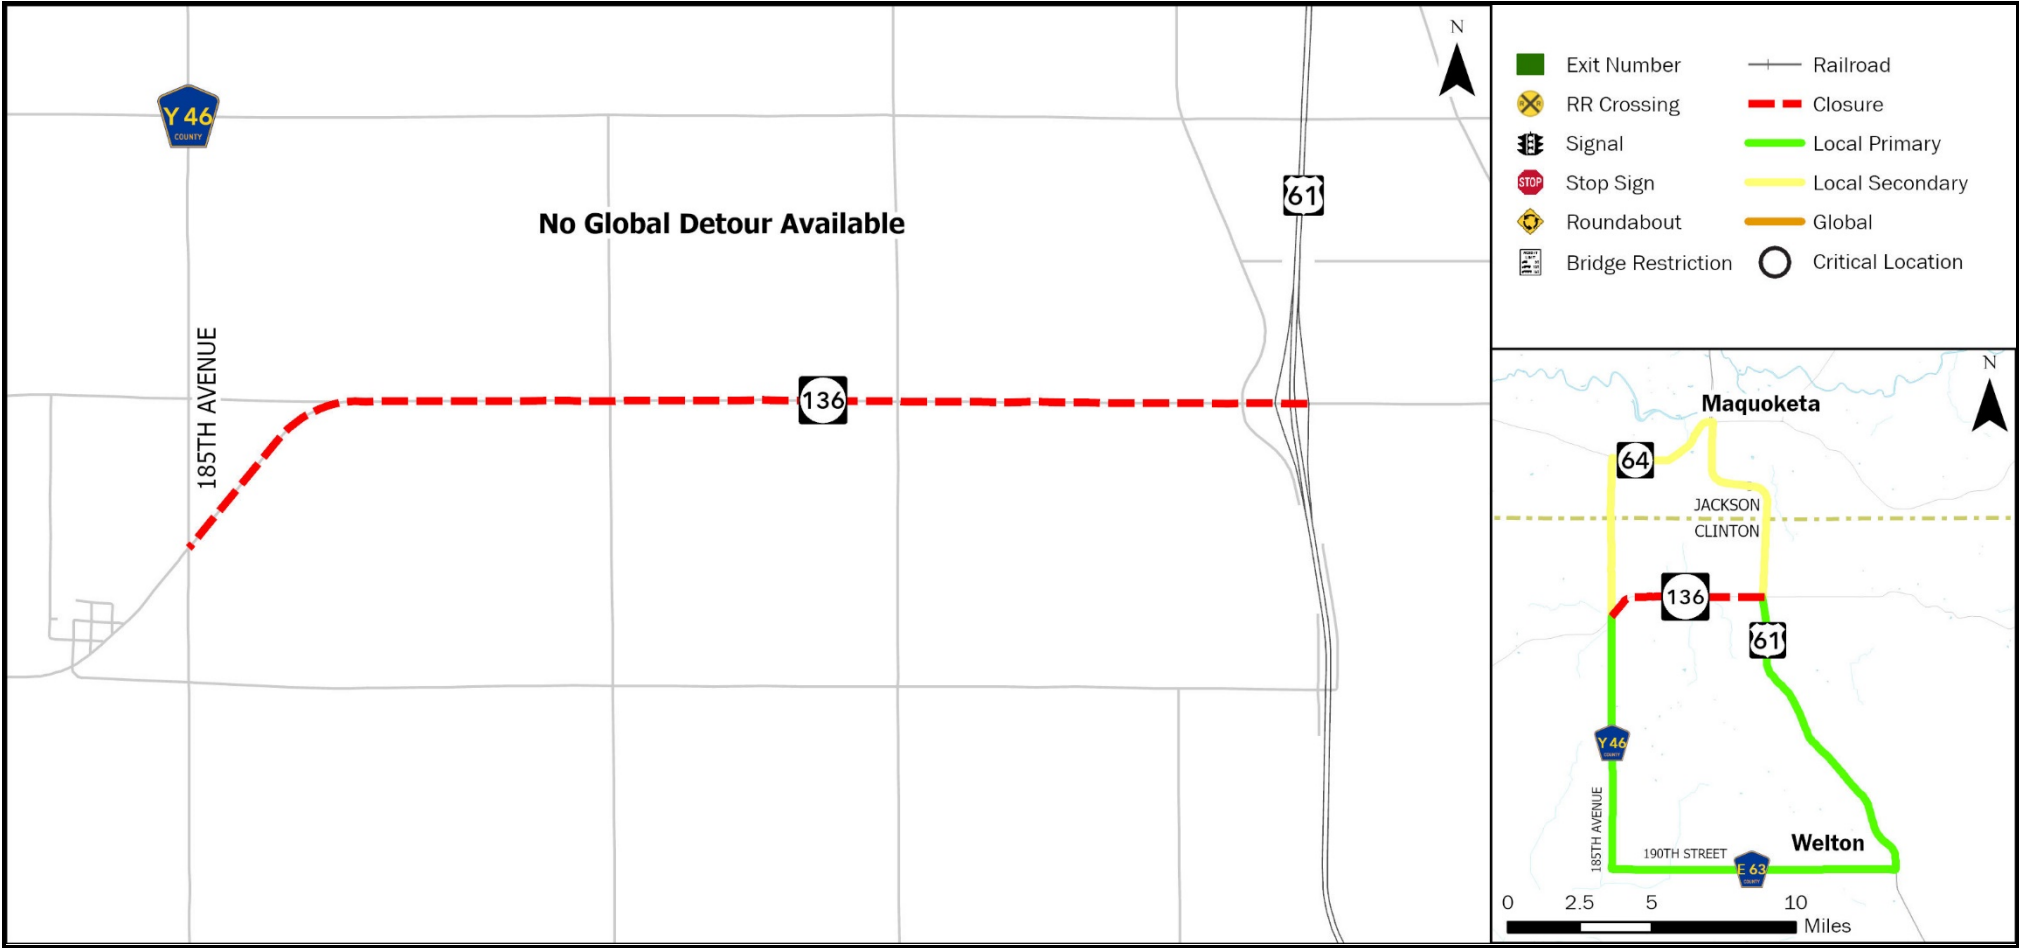 Y 46
COUNTY
No Global Detour Available
61
N
185TH AVENUE
136
Exit Number
RR Crossing
Signal
STOP
Stop Sign
Roundabout
Bridge Restriction
Railroad
Closure
Local Primary
Local Secondary
Global
Critical Location
N
Maquoketa
64
JACKSON
CLINTON
136
61
Y 46
COUNTY
185TH AVENUE
190TH STREET
E 63
COUNTY
Welton
0 2.5 5 10
Miles